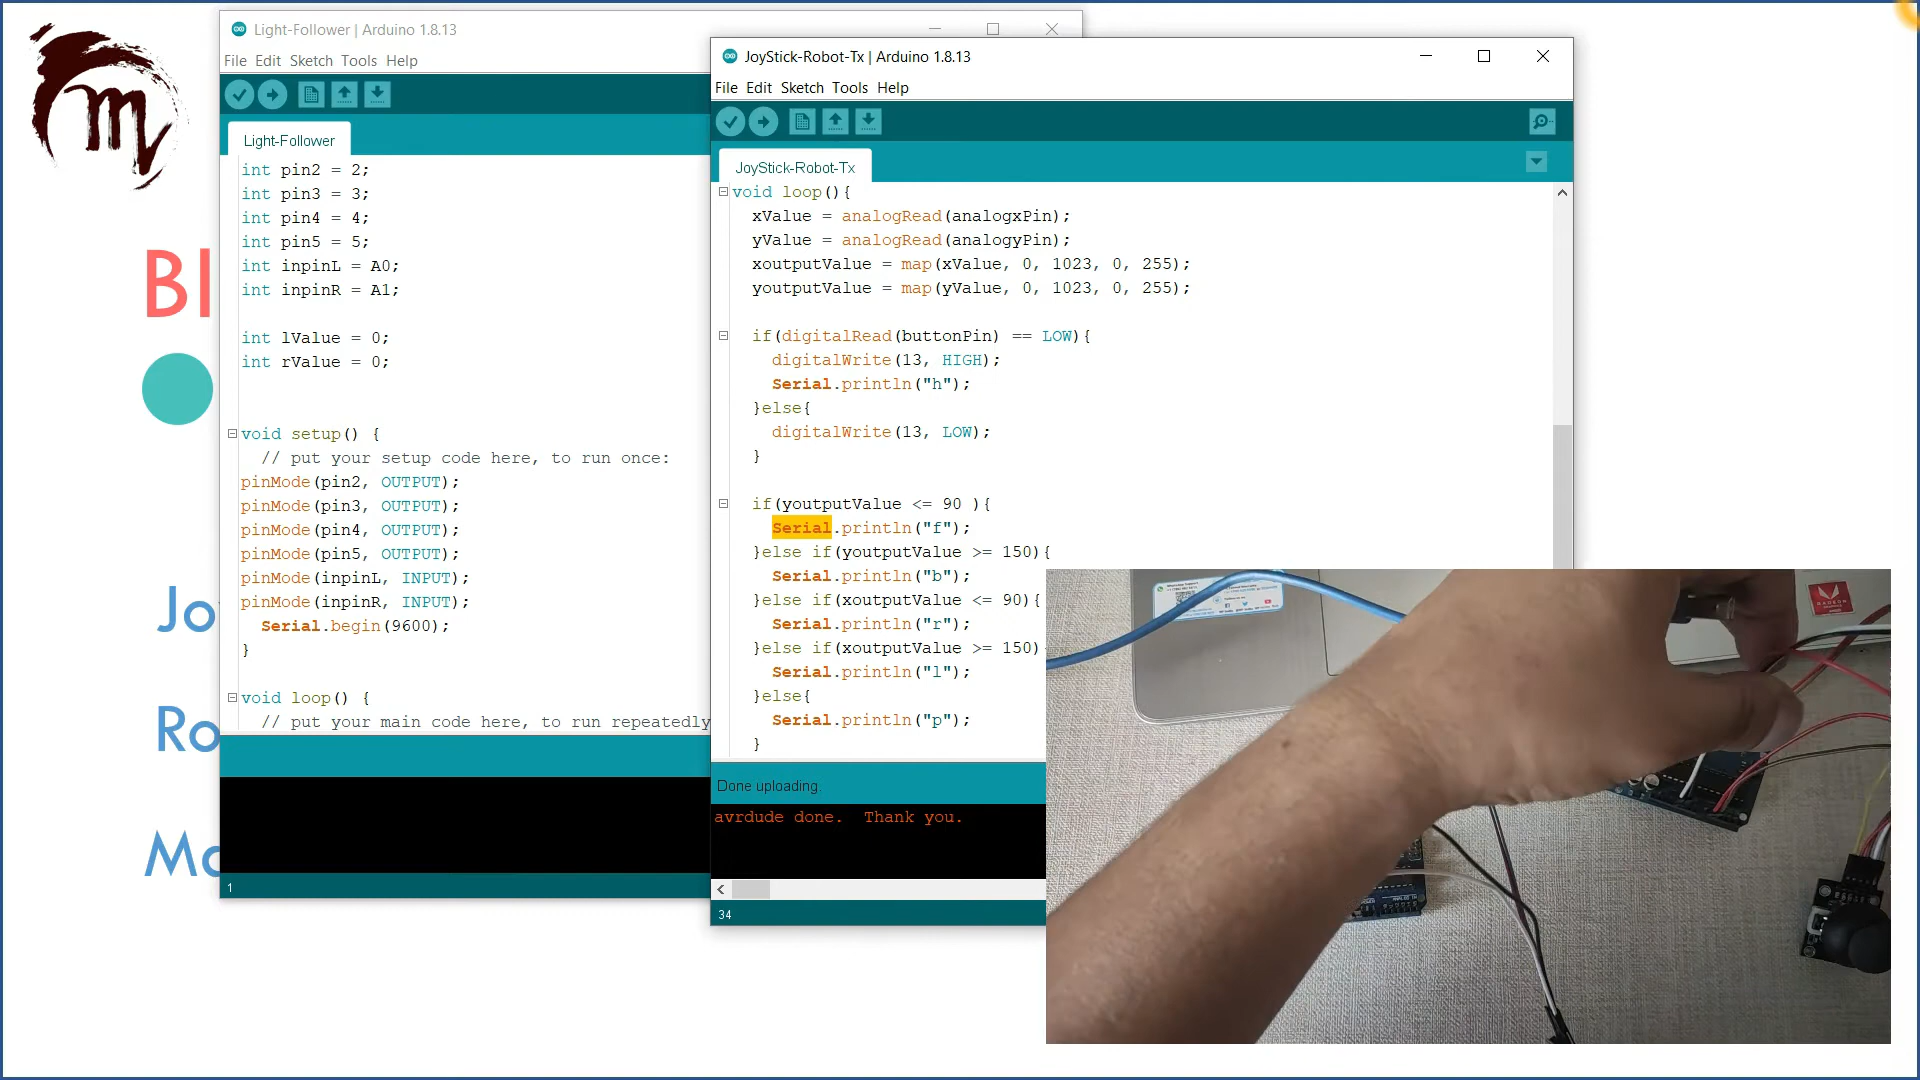 m
Bl
Jo
Ro
Mo
Light-Follower | Arduino 1.8.13
File Edit Sketch Tools Help
Light-Follower
int pin2 = 2;
int pin3 = 3;
int pin4 = 4;
int pin5 = 5;
int inpinL = A0;
int inpinR = A1;
int lValue = 0;
int rValue = 0;
void setup() {
// put your setup code here, to run once:
pinMode(pin2, OUTPUT);
pinMode(pin3, OUTPUT);
pinMode(pin4, OUTPUT);
pinMode(pin5, OUTPUT);
pinMode(inpinL, INPUT);
pinMode(inpinR, INPUT);
Serial.begin(9600);
}
void loop() {
// put your main code here, to run repeatedly
1
JoyStick-Robot-Tx | Arduino 1.8.13
File Edit Sketch Tools Help
JoyStick-Robot-Tx
void loop(){
xValue = analogRead(analogxPin);
yValue = analogRead(analogyPin);
xoutputValue = map(xValue, 0, 1023, 0, 255);
youtputValue = map(yValue, 0, 1023, 0, 255);
if(digitalRead(buttonPin) == LOW){
digitalWrite(13, HIGH);
Serial.println("h");
}else{
digitalWrite(13, LOW);
}
if(youtputValue <= 90 ){
Serial.println("f");
}else if(youtputValue >= 150){
Serial.println("b");
}else if(xoutputValue <= 90){
Serial.println("r");
}else if(xoutputValue >= 150)
Serial.println("l");
}else{
Serial.println("p");
}
Done uploading.
avrdude done.  Thank you.
34
RADEON